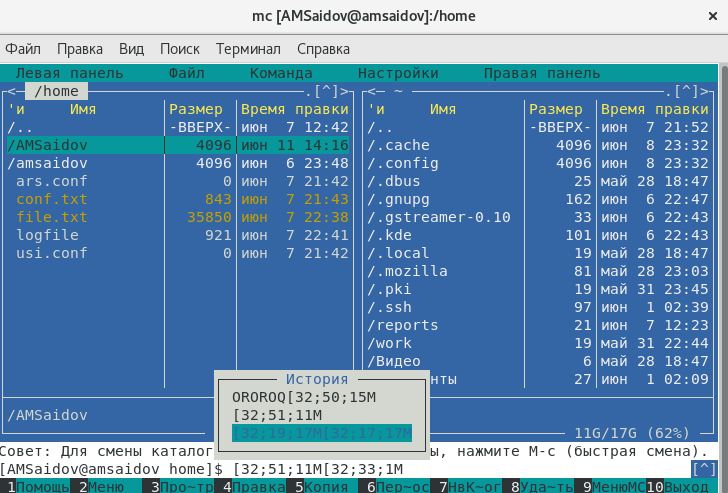 mc [AMSaidov@amsaidov]:/home
Файл Правка Вид Поиск Терминал Справка
Левая панель Файл Команда Настройки Правая панель
<─ /home ──.[^]>
'и Имя Размер Время правки
/.. -ВВЕРХ- июн 7 12:42
/AMSaidov 4096 июн 11 14:16
/amsaidov 4096 июн 6 23:48
ars.conf 0 июн 7 21:42
conf.txt 843 июн 7 21:43
file.txt 35850 июн 7 22:38
logfile 921 июн 7 22:41
usi.conf 0 июн 7 21:42
/AMSaidov
<─ ~ ──.[^]>
'и Имя Размер Время правки
/.. -ВВЕРХ- июн 7 21:52
/.cache 4096 июн 8 23:32
/.config 4096 июн 8 23:32
/.dbus 25 май 28 18:47
/.gnupg 162 июн 6 22:47
/.gstreamer-0.10 33 июн 6 22:43
/.kde 101 июн 6 22:43
/.local 19 май 28 18:47
/.mozilla 81 май 28 23:03
/.pki 19 май 31 23:45
/.ssh 97 июн 1 02:39
/reports 21 июн 7 12:23
/work 19 май 31 22:44
/Видео 6 май 28 18:47
нты 27 июн 1 02:09
11G/17G (62%)
История
OROROQ[32;50;15M
[32;51;11M
[32;19;17M[32;17;17M
Совет: Для смены каталог ы, нажмите M-c (быстрая смена).
[AMSaidov@amsaidov home]$ [32;51;11M[32;33;1M [^]
1Помощь 2Меню 3Про~тр 4Правка 5Копия 6Пер~ос 7НвК~ог 8Уда~ть 9МенюMC 10Выход